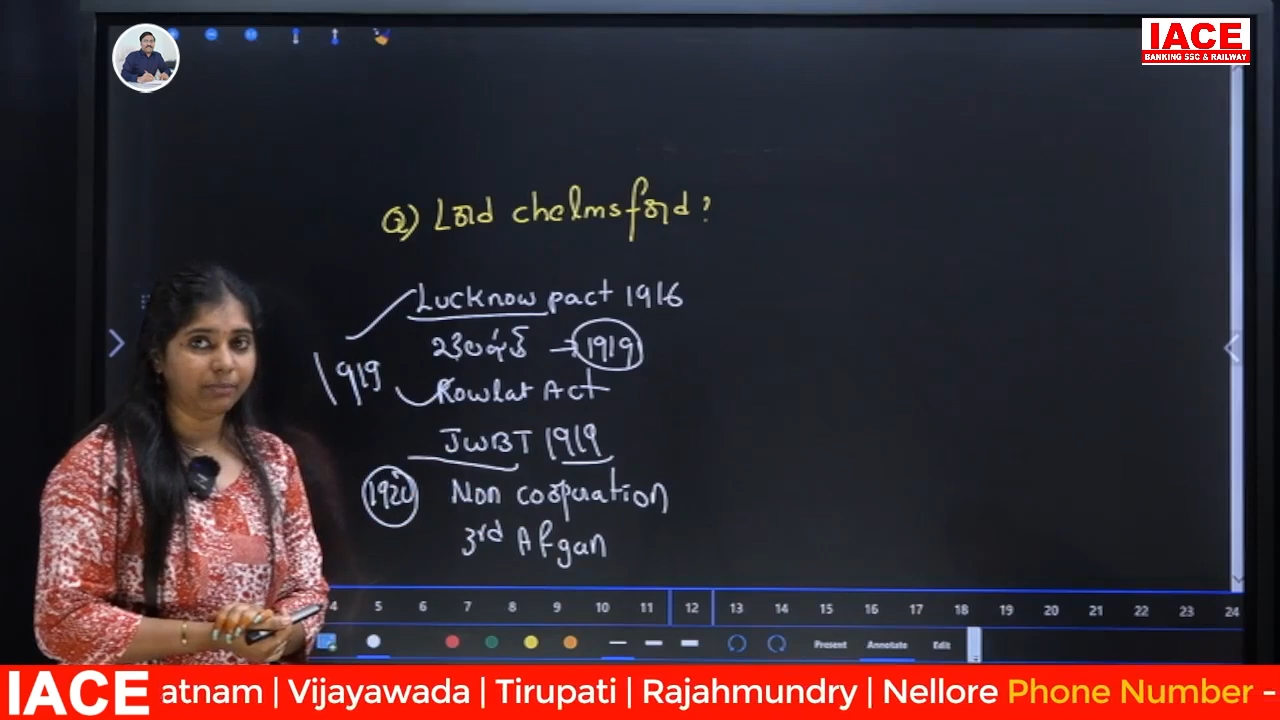 IACE
BANKING SSC & RAILWAY
Q) Lord chelmsford?
Lucknow pact 1916
ఖిలాఫత్ → 1919
1919
Rowlat Act
JWBT 1919
1920 Non cooperation
3rd Afgan
4 5 6 7 8 9 10 11 12 13 14 15 16 17 18 19 20 21 22 23 24
Present Annotate Edit
IACE atnam | Vijayawada | Tirupati | Rajahmundry | Nellore Phone Number -